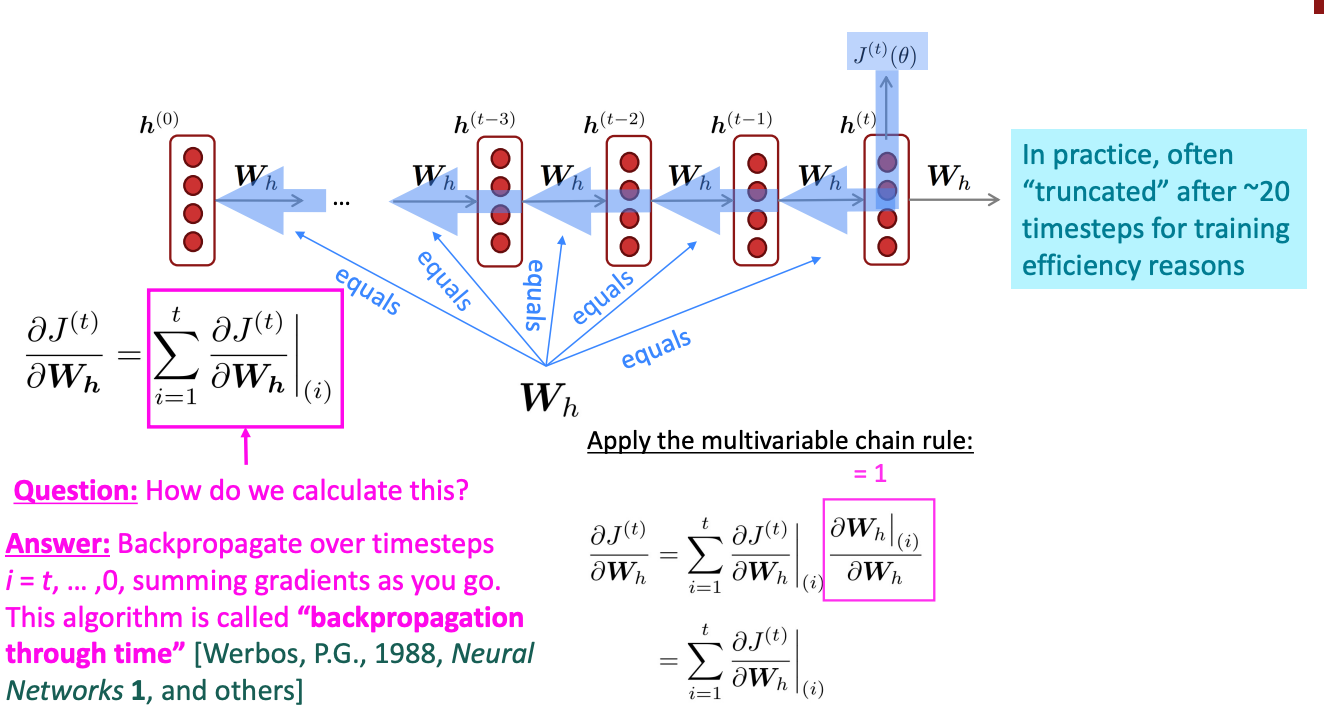 J^{(t)}(θ)
h^{(0)} h^{(t−3)} h^{(t−2)} h^{(t−1)} h^{(t)}
W_h ... W_h W_h W_h W_h W_h
In practice, often
“truncated” after ~20
timesteps for training
efficiency reasons
equals equals equals equals equals
W_h
∂J^{(t)}/∂W_h = ∑_{i=1}^{t} ∂J^{(t)}/∂W_h |_{(i)}
Question: How do we calculate this?
Answer: Backpropagate over timesteps
i = t, … ,0, summing gradients as you go.
This algorithm is called “backpropagation
through time” [Werbos, P.G., 1988, Neural
Networks 1, and others]
Apply the multivariable chain rule:
= 1
∂J^{(t)}/∂W_h = ∑_{i=1}^{t} ∂J^{(t)}/∂W_h |_{(i)} ∂W_h|_{(i)}/∂W_h
= ∑_{i=1}^{t} ∂J^{(t)}/∂W_h |_{(i)}